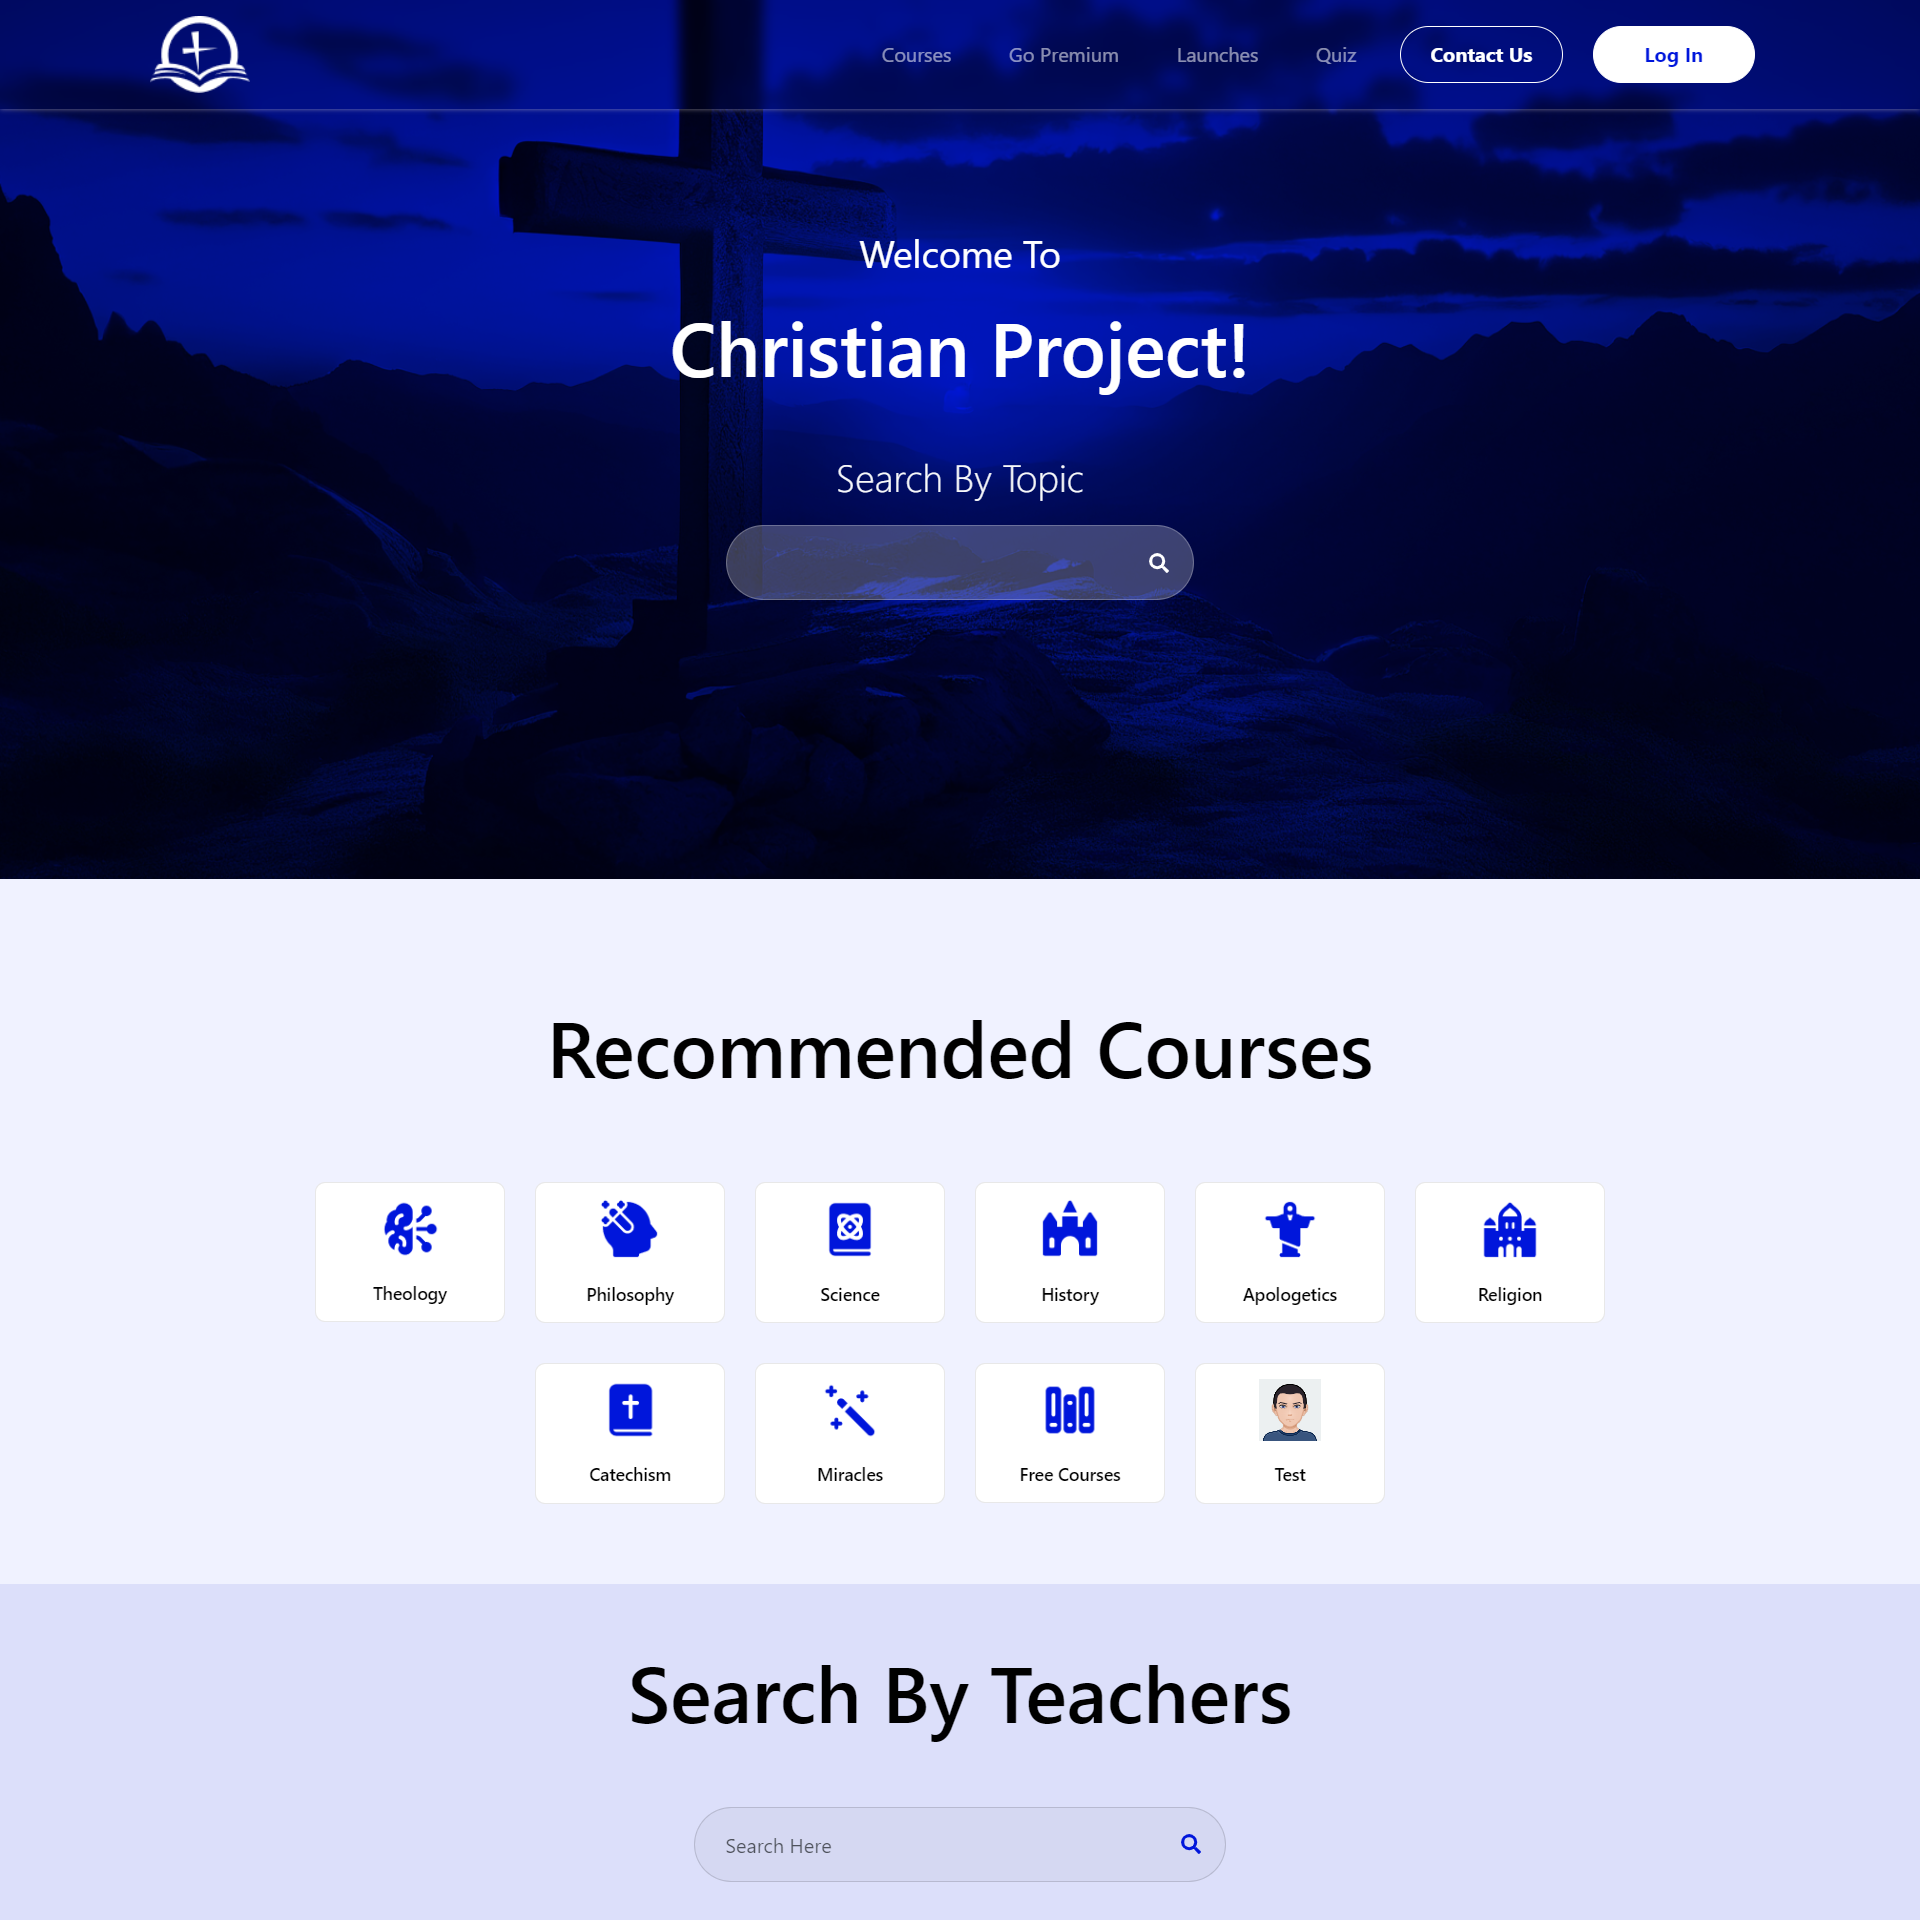 Courses Go Premium Launches Quiz Contact Us Log In
Welcome To
Christian Project!
Search By Topic
Recommended Courses
Theology Philosophy Science History Apologetics Religion
Catechism Miracles Free Courses Test
Search By Teachers
Search Here